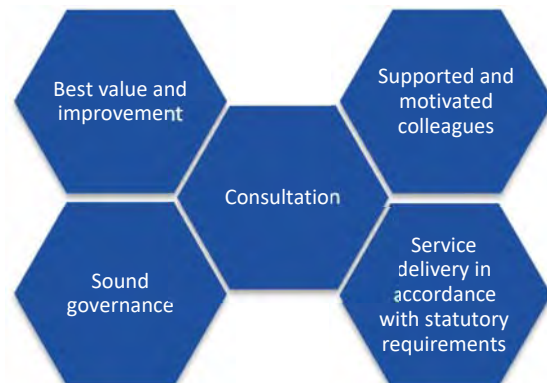 Best value and
improvement
Supported and
motivated
colleagues
Consultation
Sound
governance
Service
delivery in
accordance
with statutory
requirements